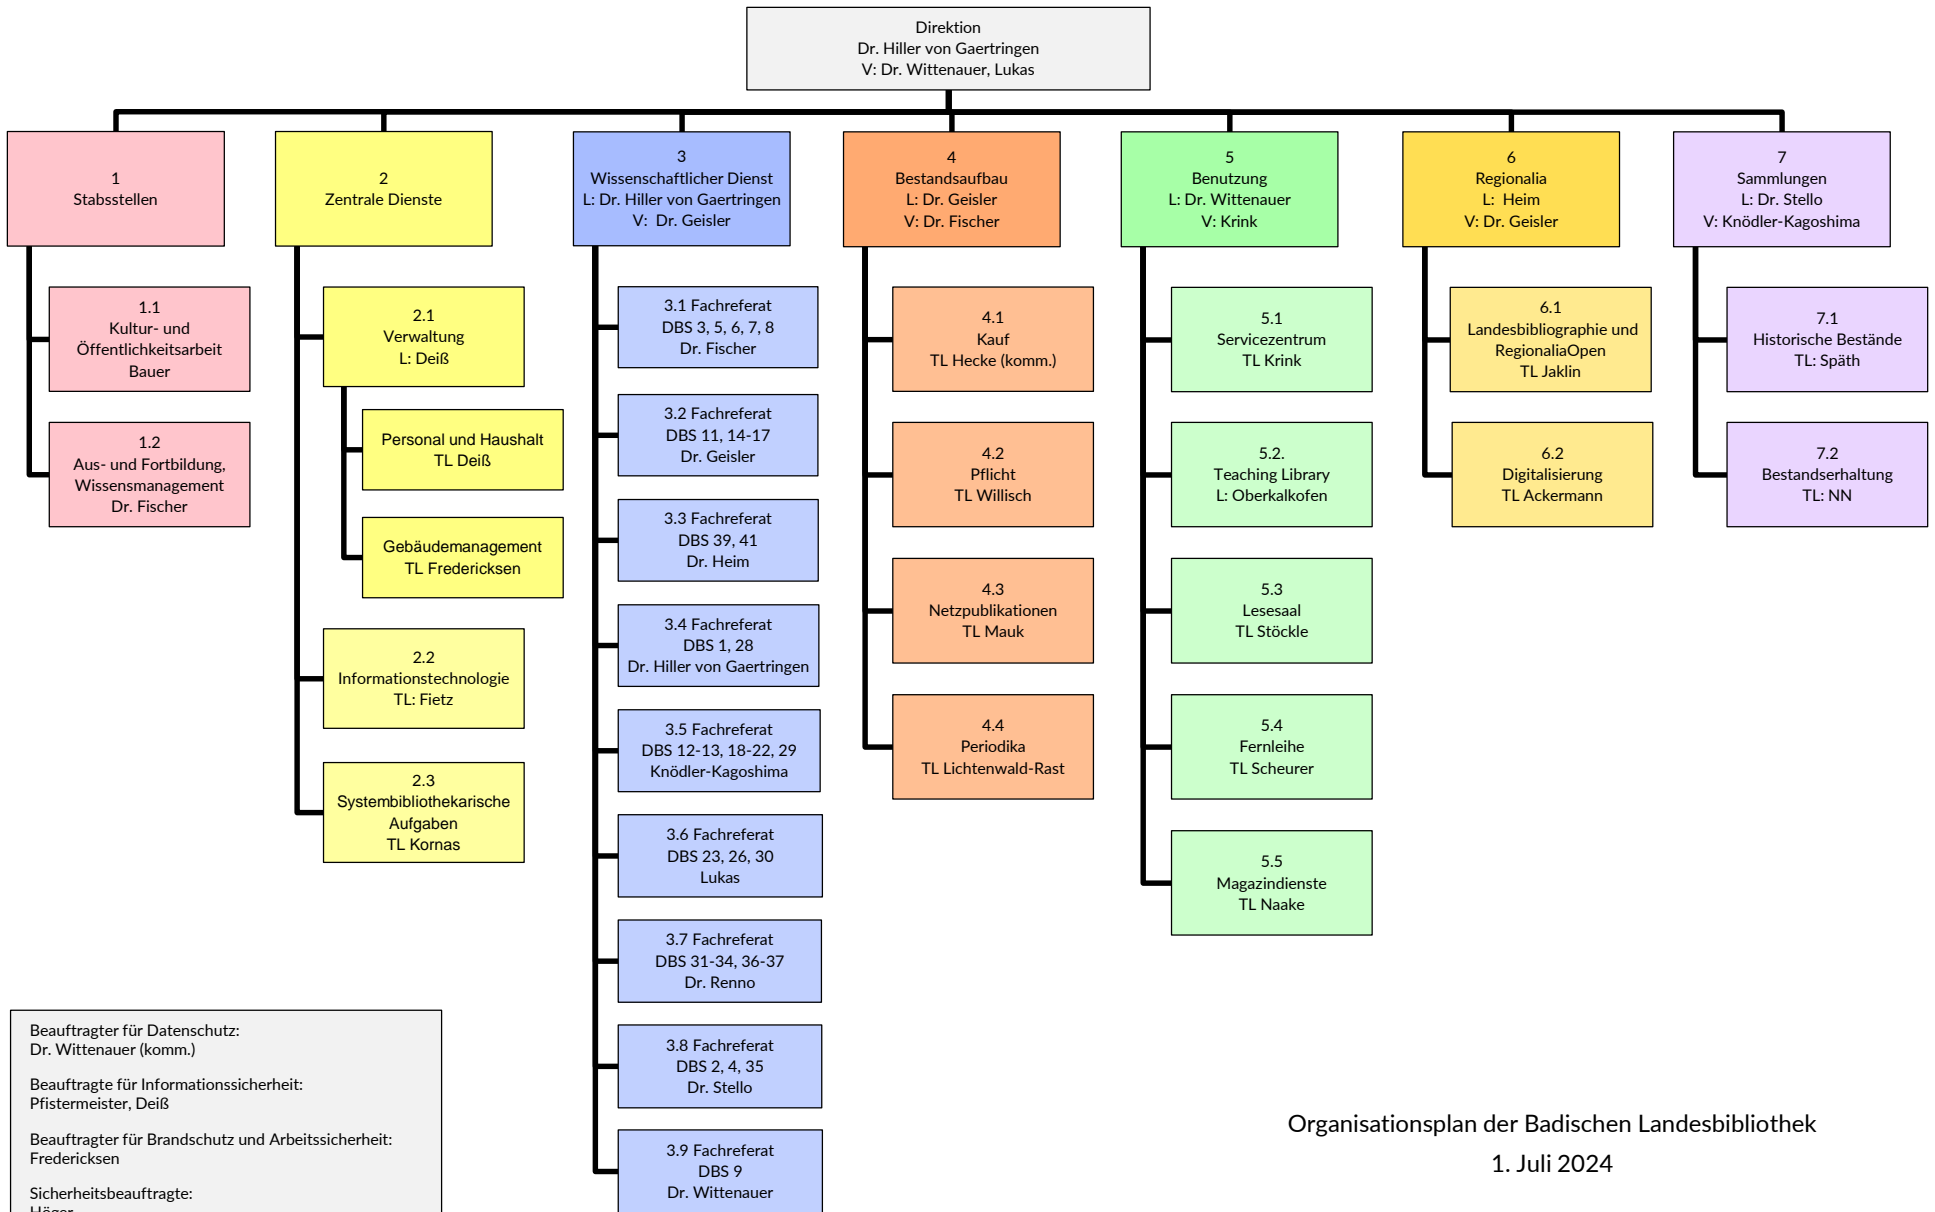 Direktion
Dr. Hiller von Gaertringen
V: Dr. Wittenauer, Lukas
1
Stabsstellen
1.1
Kultur- und
Öffentlichkeitsarbeit
Bauer
1.2
Aus- und Fortbildung,
Wissensmanagement
Dr. Fischer
2
Zentrale Dienste
2.1
Verwaltung
L: Deiß
Personal und Haushalt
TL Deiß
Gebäudemanagement
TL Fredericksen
2.2
Informationstechnologie
TL: Fietz
2.3
Systembibliothekarische
Aufgaben
TL Kornas
3
Wissenschaftlicher Dienst
L: Dr. Hiller von Gaertringen
V: Dr. Geisler
3.1 Fachreferat
DBS 3, 5, 6, 7, 8
Dr. Fischer
3.2 Fachreferat
DBS 11, 14-17
Dr. Geisler
3.3 Fachreferat
DBS 39, 41
Dr. Heim
3.4 Fachreferat
DBS 1, 28
Dr. Hiller von Gaertringen
3.5 Fachreferat
DBS 12-13, 18-22, 29
Knödler-Kagoshima
3.6 Fachreferat
DBS 23, 26, 30
Lukas
3.7 Fachreferat
DBS 31-34, 36-37
Dr. Renno
3.8 Fachreferat
DBS 2, 4, 35
Dr. Stello
3.9 Fachreferat
DBS 9
Dr. Wittenauer
4
Bestandsaufbau
L: Dr. Geisler
V: Dr. Fischer
4.1
Kauf
TL Hecke (komm.)
4.2
Pflicht
TL Willisch
4.3
Netzpublikationen
TL Mauk
4.4
Periodika
TL Lichtenwald-Rast
5
Benutzung
L: Dr. Wittenauer
V: Krink
5.1
Servicezentrum
TL Krink
5.2.
Teaching Library
L: Oberkalkofen
5.3
Lesesaal
TL Stöckle
5.4
Fernleihe
TL Scheurer
5.5
Magazindienste
TL Naake
6
Regionalia
L: Heim
V: Dr. Geisler
6.1
Landesbibliographie und
RegionaliaOpen
TL Jaklin
6.2
Digitalisierung
TL Ackermann
7
Sammlungen
L: Dr. Stello
V: Knödler-Kagoshima
7.1
Historische Bestände
TL: Späth
7.2
Bestandserhaltung
TL: NN
Beauftragter für Datenschutz:
Dr. Wittenauer (komm.)
Beauftragte für Informationssicherheit:
Pfistermeister, Deiß
Beauftragter für Brandschutz und Arbeitssicherheit:
Fredericksen
Sicherheitsbeauftragte:
Organisationsplan der Badischen Landesbibliothek
1. Juli 2024